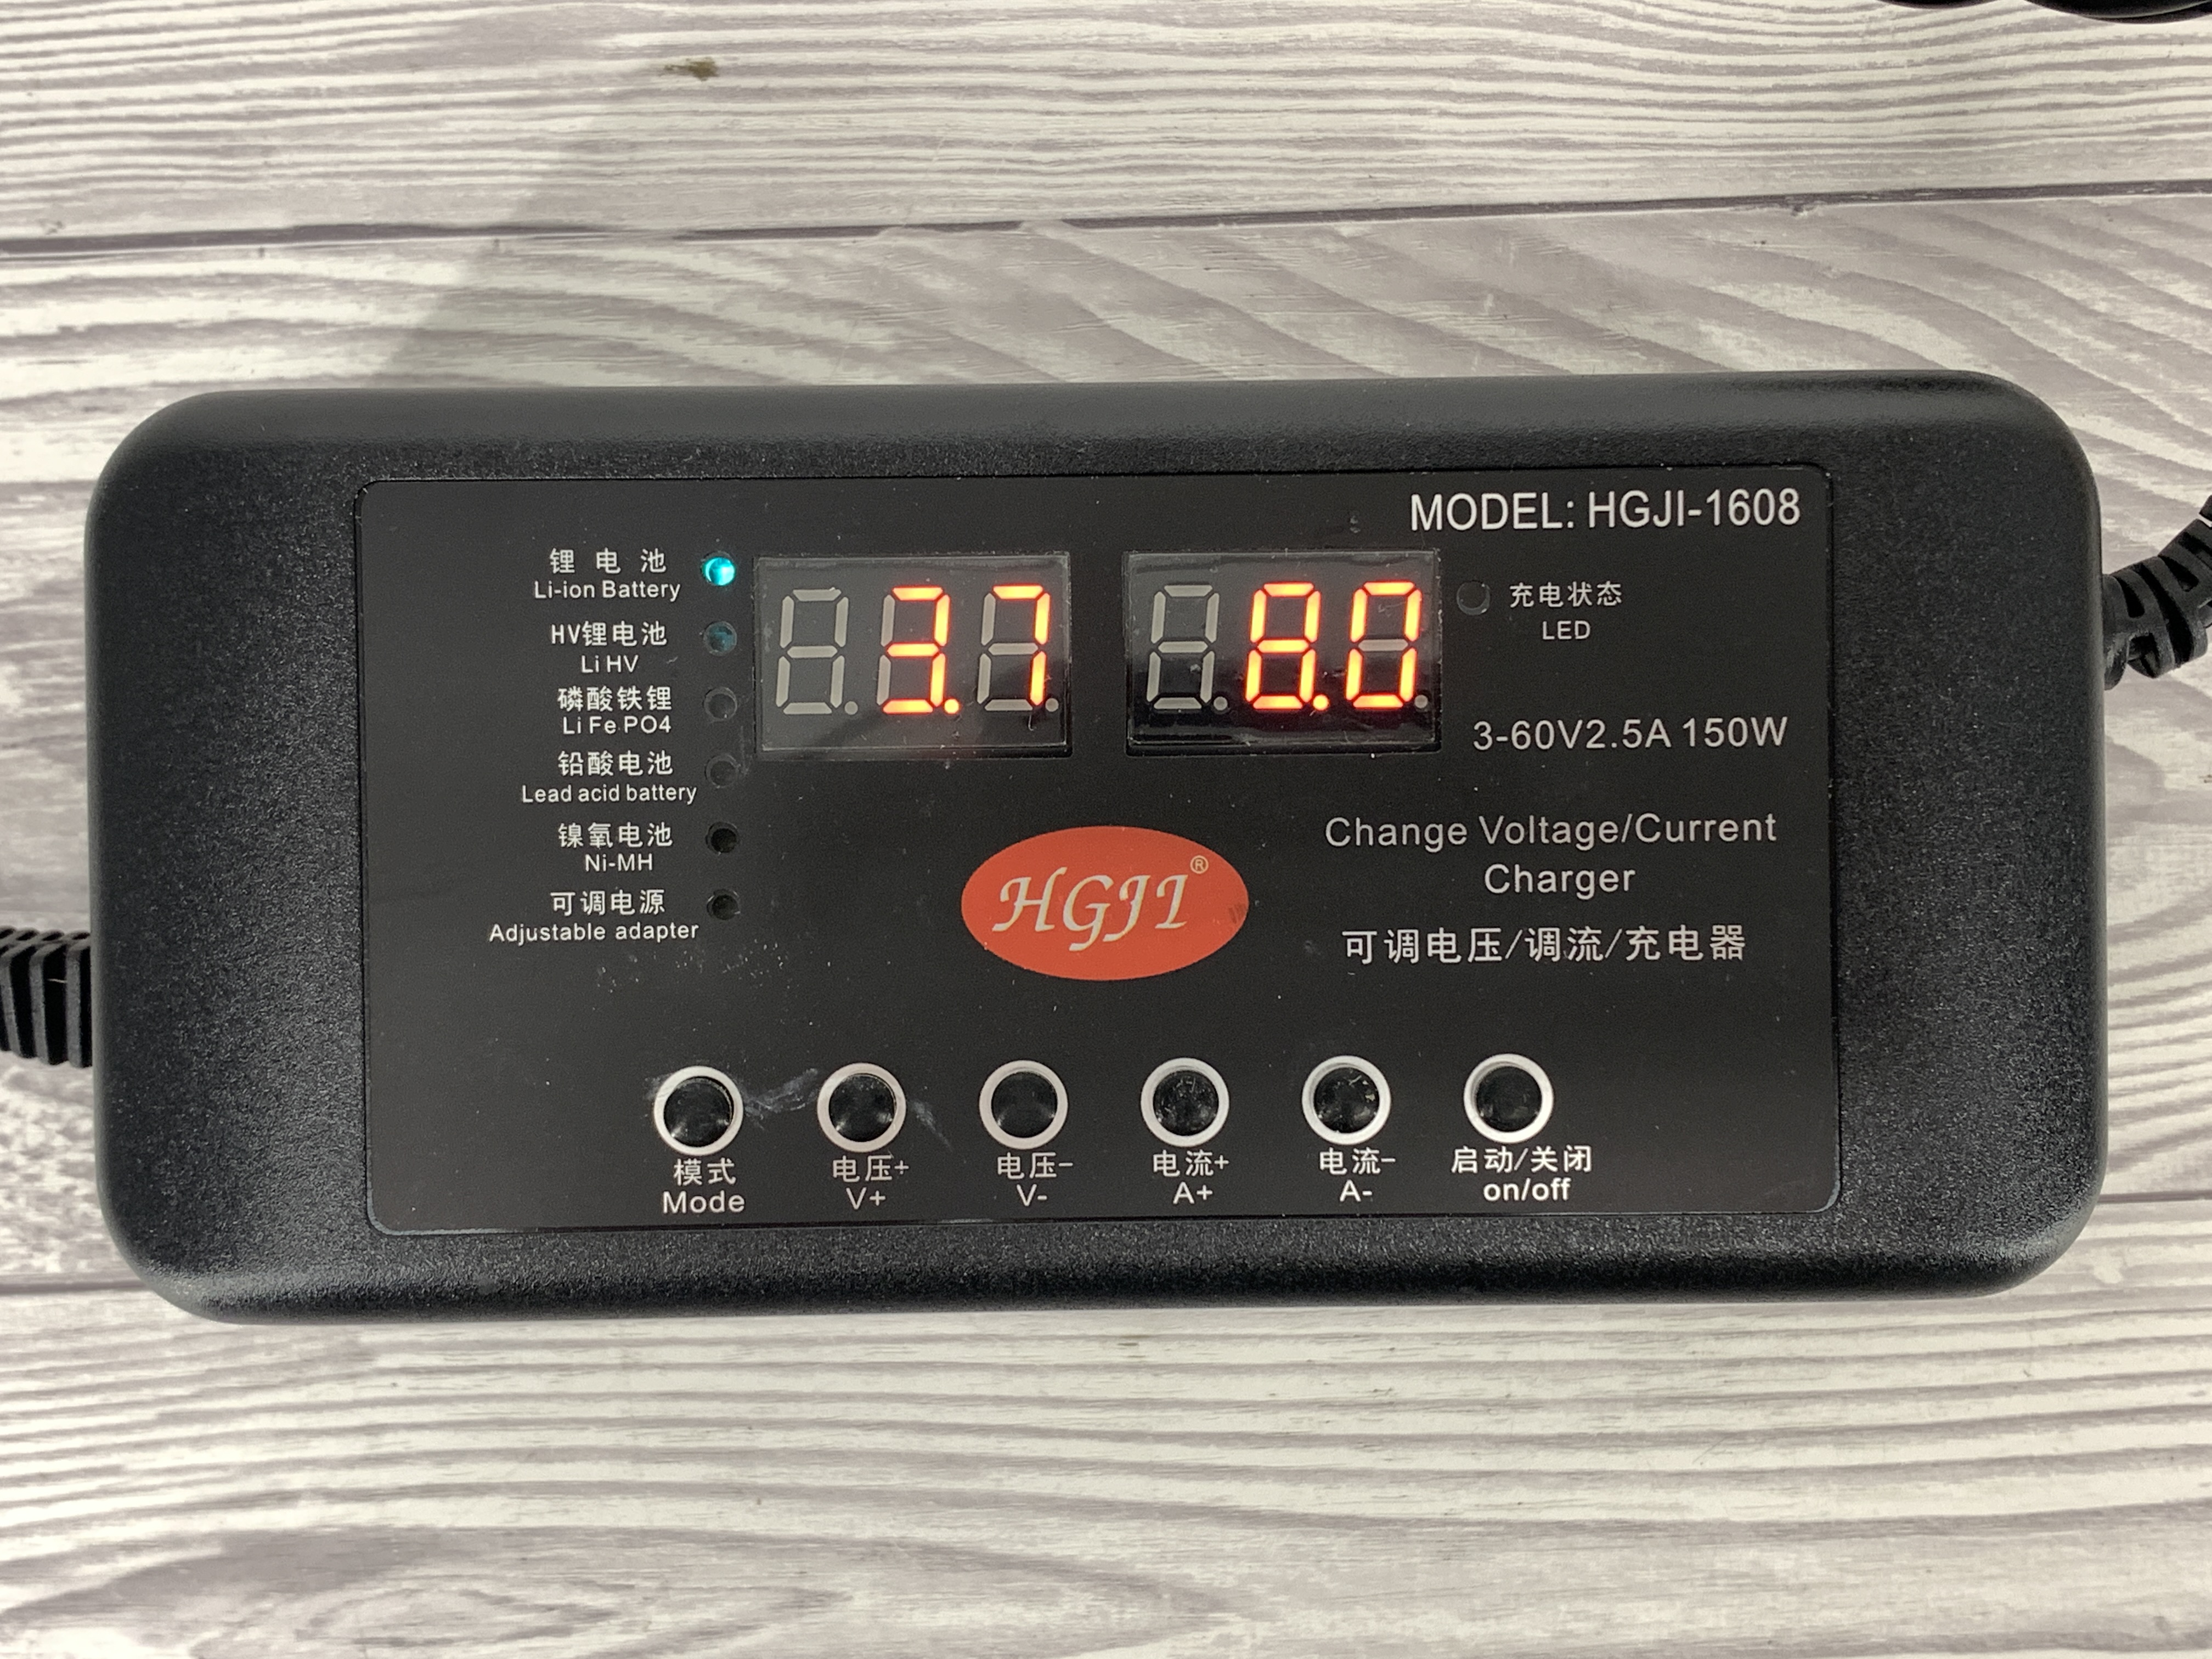 MODEL: HGJI-1608
锂电池
Li-ion Battery
HV锂电池
Li HV
磷酸铁锂
Li Fe PO4
铅酸电池
Lead acid battery
镍氧电池
Ni-MH
可调电源
Adjustable adapter
3.7
8.0
充电状态
LED
3-60V2.5A 150W
HGJI®
Change Voltage/Current
Charger
可调电压/调流/充电器
模式
Mode
电压+
V+
电压-
V-
电流+
A+
电流-
A-
启动/关闭
on/off